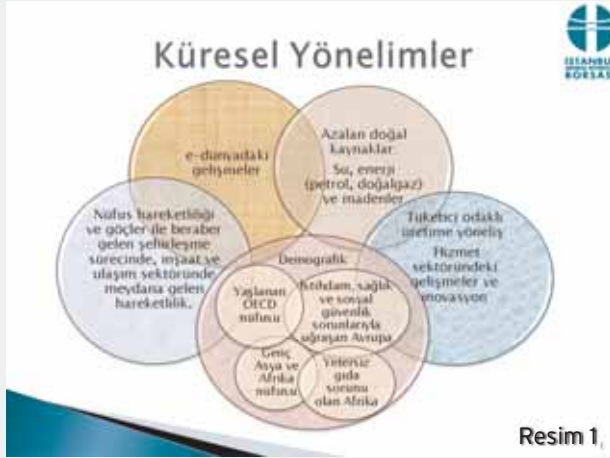 Küresel Yönelimler
İSTANBUL
BORSASI
e-dünyadaki
gelişmeler
Azalan doğal
kaynaklar
Su, enerji
(petrol, doğalgaz)
ve madenler
Nüfus hareketliliği
ve göçler ile beraber
gelen şehirleşme
sürecinde, inşaat ve
ulaşım sektöründe
meydana gelen
hareketlilik.
Tüketici odaklı
üretime yöneliş
Hizmet
sektöründeki
gelişmeler ve
inovasyon
Demografik
Yaşlanan
OECD
nüfusu
İstihdam, sağlık
ve sosyal
güvenlik
sorunlarıyla
uğraşan Avrupa
Genç
Asya ve
Afrika
nüfusu
Yetersiz
gıda
sorunu
olan Afrika
Resim 1